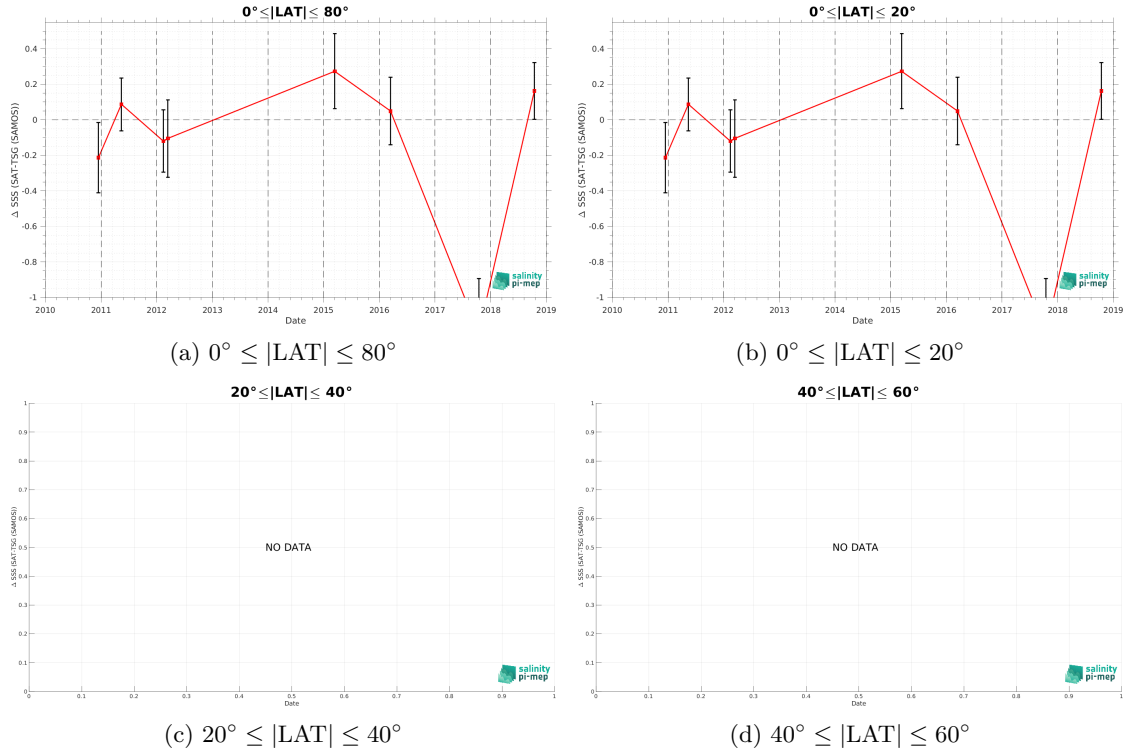 0°≤|LAT|≤ 80°
0.4
0.2
0
-0.2
-0.4
-0.6
-0.8
-1
Δ SSS (SAT-TSG (SAMOS))
2010 2011 2012 2013 2014 2015 2016 2017 2018 2019
Date
salinity
pi-mep
(a) 0° ≤ |LAT| ≤ 80°
0°≤|LAT|≤ 20°
0.4
0.2
0
-0.2
-0.4
-0.6
-0.8
-1
Δ SSS (SAT-TSG (SAMOS))
2010 2011 2012 2013 2014 2015 2016 2017 2018 2019
Date
salinity
pi-mep
(b) 0° ≤ |LAT| ≤ 20°
20°≤|LAT|≤ 40°
1
0.9
0.8
0.7
0.6
0.5
0.4
0.3
0.2
0.1
0
Δ SSS (SAT-TSG (SAMOS))
NO DATA
0 0.1 0.2 0.3 0.4 0.5 0.6 0.7 0.8 0.9 1
Date
salinity
pi-mep
(c) 20° ≤ |LAT| ≤ 40°
40°≤|LAT|≤ 60°
1
0.9
0.8
0.7
0.6
0.5
0.4
0.3
0.2
0.1
0
Δ SSS (SAT-TSG (SAMOS))
NO DATA
0 0.1 0.2 0.3 0.4 0.5 0.6 0.7 0.8 0.9 1
Date
salinity
pi-mep
(d) 40° ≤ |LAT| ≤ 60°